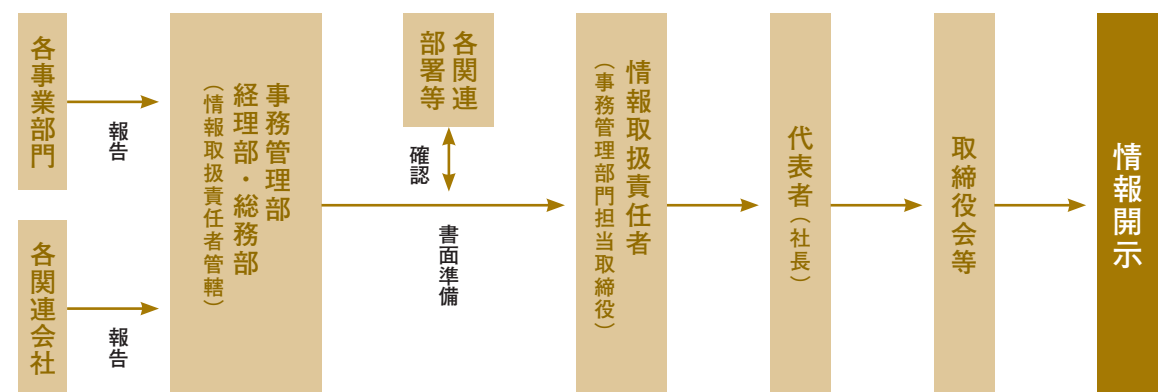 各事業部門
報告
各関連会社
報告
事務管理部
経理部・総務部
（情報取扱責任者管轄）
各関連
部署等
確認
書面準備
情報取扱責任者
（事務管理部門担当取締役）
代表者（社長）
取締役会等
情報開示